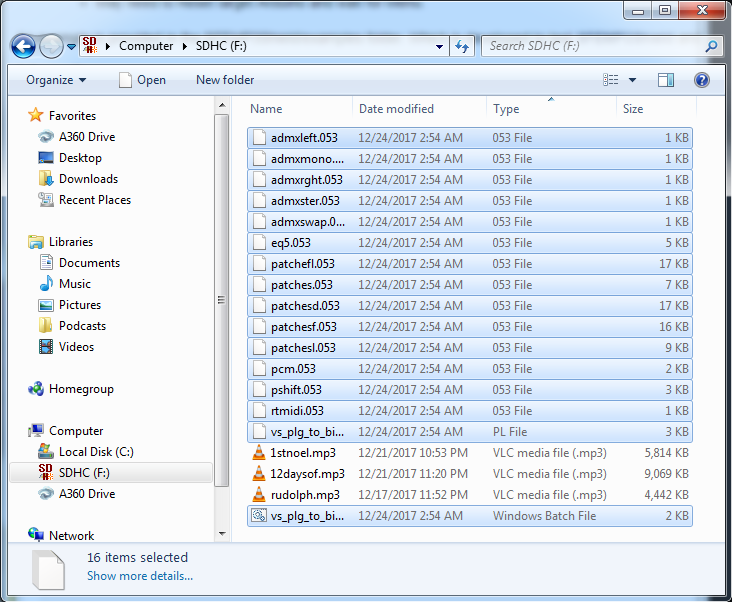 Computer SDHC (F:) Search SDHC (F:)
Organize Open New folder
Name Date modified Type Size
Favorites
A360 Drive
Desktop
Downloads
Recent Places
Libraries
Documents
Music
Pictures
Podcasts
Videos
Homegroup
Computer
Local Disk (C:)
SDHC (F:)
A360 Drive
Network
admxleft.053 12/24/2017 2:54 AM 053 File 1 KB
admxmono.... 12/24/2017 2:54 AM 053 File 1 KB
admxrght.053 12/24/2017 2:54 AM 053 File 1 KB
admxster.053 12/24/2017 2:54 AM 053 File 1 KB
admxswap.0... 12/24/2017 2:54 AM 053 File 1 KB
eq5.053 12/24/2017 2:54 AM 053 File 5 KB
patchefl.053 12/24/2017 2:54 AM 053 File 17 KB
patches.053 12/24/2017 2:54 AM 053 File 7 KB
patchesd.053 12/24/2017 2:54 AM 053 File 17 KB
patchesf.053 12/24/2017 2:54 AM 053 File 16 KB
patchesl.053 12/24/2017 2:54 AM 053 File 9 KB
pcm.053 12/24/2017 2:54 AM 053 File 2 KB
pshift.053 12/24/2017 2:54 AM 053 File 3 KB
rtmidi.053 12/24/2017 2:54 AM 053 File 1 KB
vs_plg_to_bi... 12/24/2017 2:54 AM PL File 3 KB
1stnoel.mp3 12/21/2017 10:53 PM VLC media file (.mp3) 5,814 KB
12daysof.mp3 12/21/2017 11:20 PM VLC media file (.mp3) 9,069 KB
rudolph.mp3 12/17/2017 11:52 PM VLC media file (.mp3) 4,442 KB
vs_plg_to_bi... 12/24/2017 2:54 AM Windows Batch File 2 KB
16 items selected
Show more details...